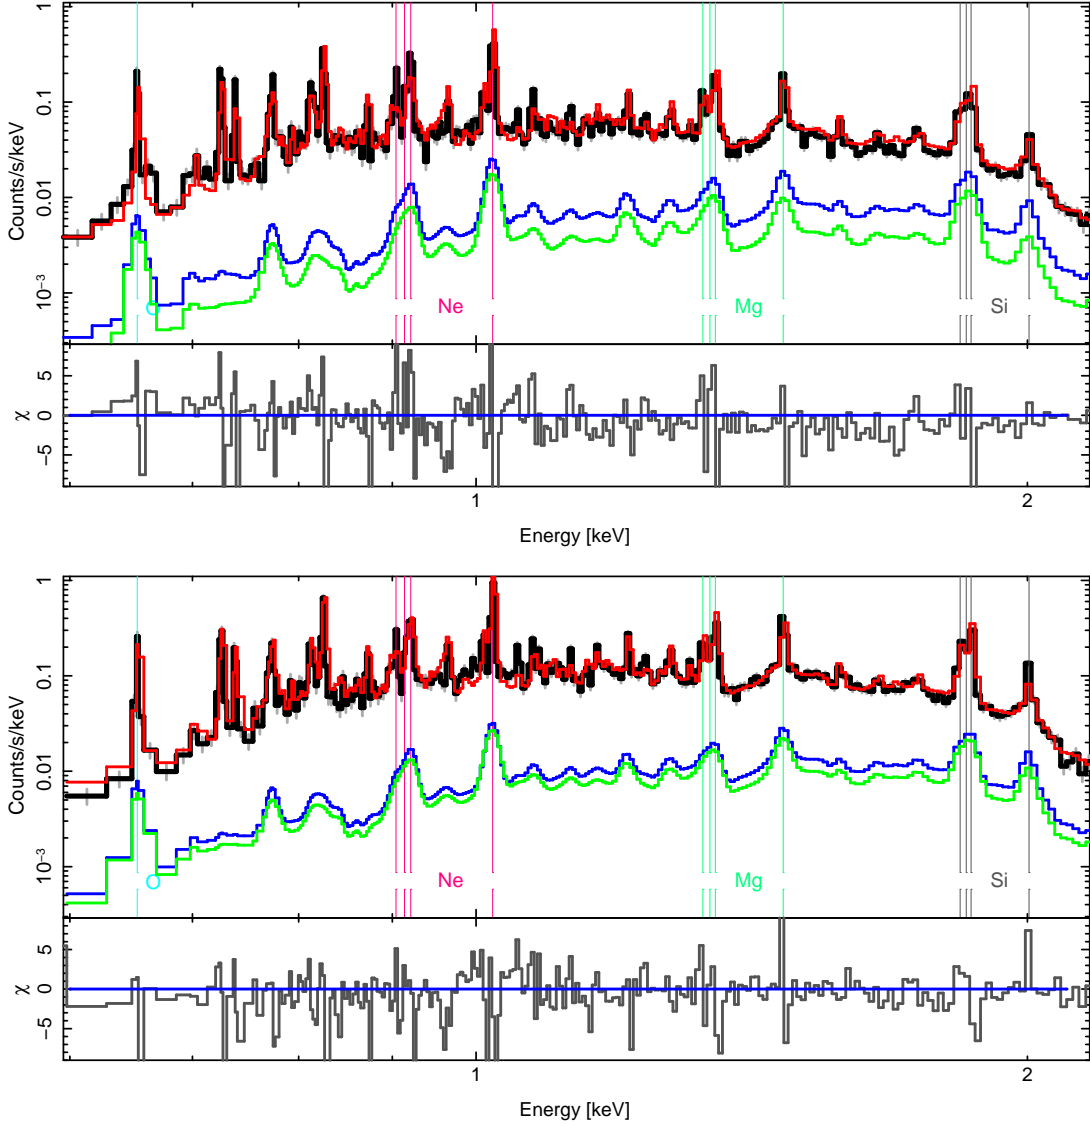 1
0.1
0.01
10⁻³
Counts/s/keV
O
Ne
Mg
Si
5
0
−5
χ
1
2
Energy [keV]
1
0.1
0.01
10⁻³
Counts/s/keV
O
Ne
Mg
Si
5
0
−5
χ
1
2
Energy [keV]